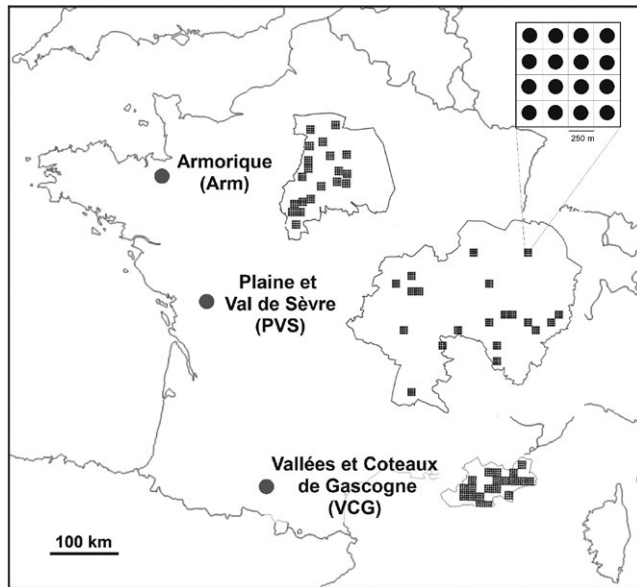 250 m
Armorique
(Arm)
Plaine et
Val de Sèvre
(PVS)
Vallées et Coteaux
de Gascogne
(VCG)
100 km